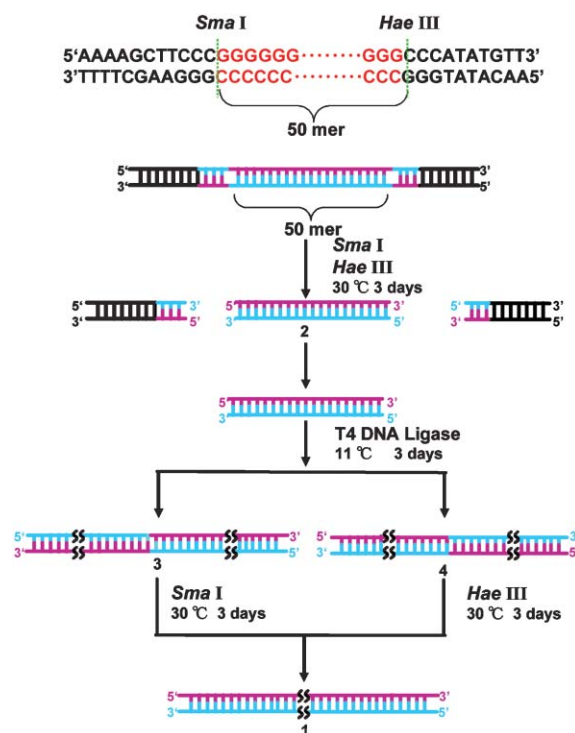 Sma I Hae III
5'AAAAGCTTCCCGGGGGG········GGGCCCATATGTT3'
3'TTTTCGAAGGGCCCCCC········CCCGGGTATACAA5'
50 mer
5' 3'
3' 5'
50 mer
Sma I
Hae III
30 ℃ 3 days
5' 3' 5' 3' 5' 3'
3' 5' 3 5' 3' 5'
2
5 3'
3 5'
T4 DNA Ligase
11 ℃ 3 days
5' 3' 5' 3
3' 5' 3' 5'
3 4
Sma I Hae III
30 ℃ 3 days 30 ℃ 3 days
5' 3'
3' 5'
1